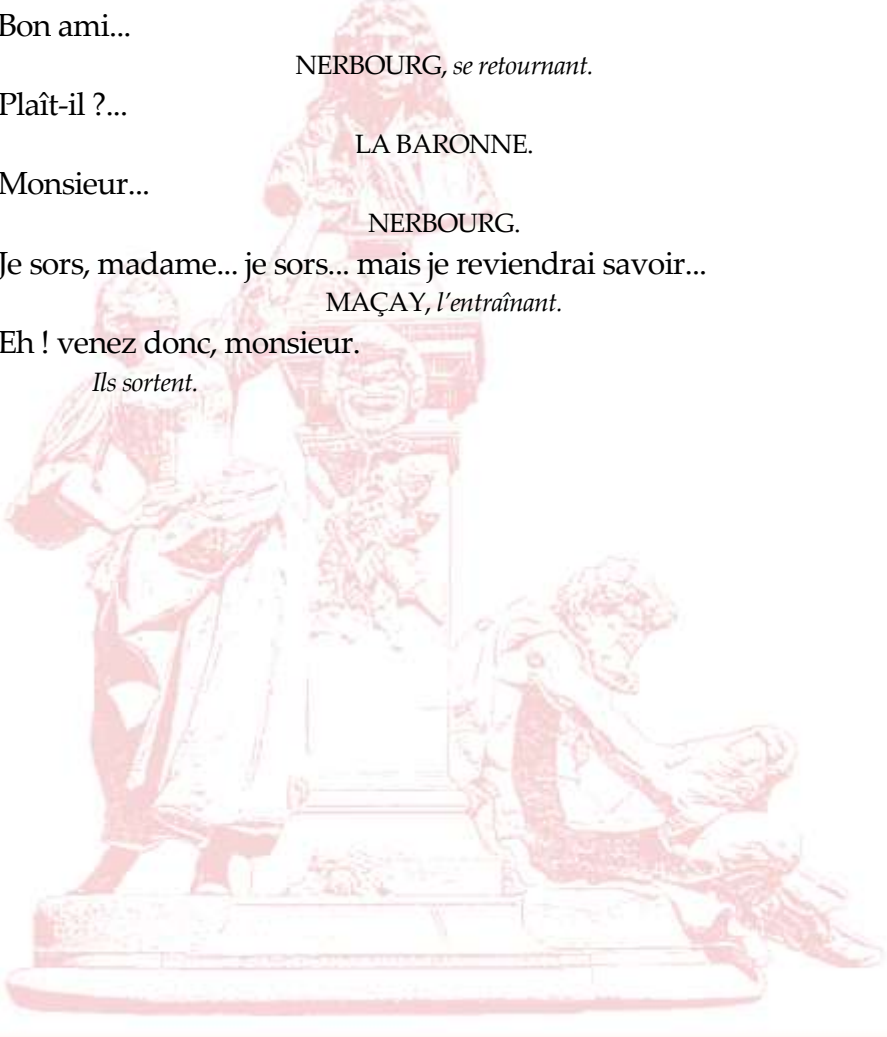 Bon ami...
NERBOURG, se retournant.
Plaît-il ?...
LA BARONNE.
Monsieur...
NERBOURG.
Je sors, madame... je sors... mais je reviendrai savoir...
MAÇAY, l’entraînant.
Eh ! venez donc, monsieur.
Ils sortent.